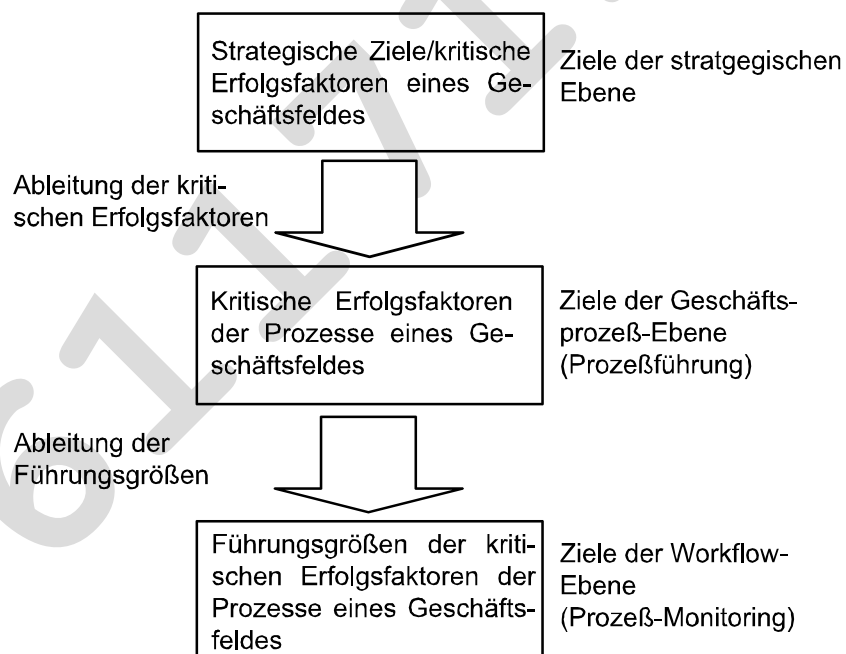 Strategische Ziele/kritische
Erfolgsfaktoren eines Ge-
schäftsfeldes
Ziele der stratgegischen
Ebene
Ableitung der kriti-
schen Erfolgsfaktoren
Kritische Erfolgsfaktoren
der Prozesse eines Ge-
schäftsfeldes
Ziele der Geschäfts-
prozeß-Ebene
(Prozeßführung)
Ableitung der
Führungsgrößen
Führungsgrößen der kriti-
schen Erfolgsfaktoren der
Prozesse eines Geschäfts-
feldes
Ziele der Workflow-
Ebene
(Prozeß-Monitoring)